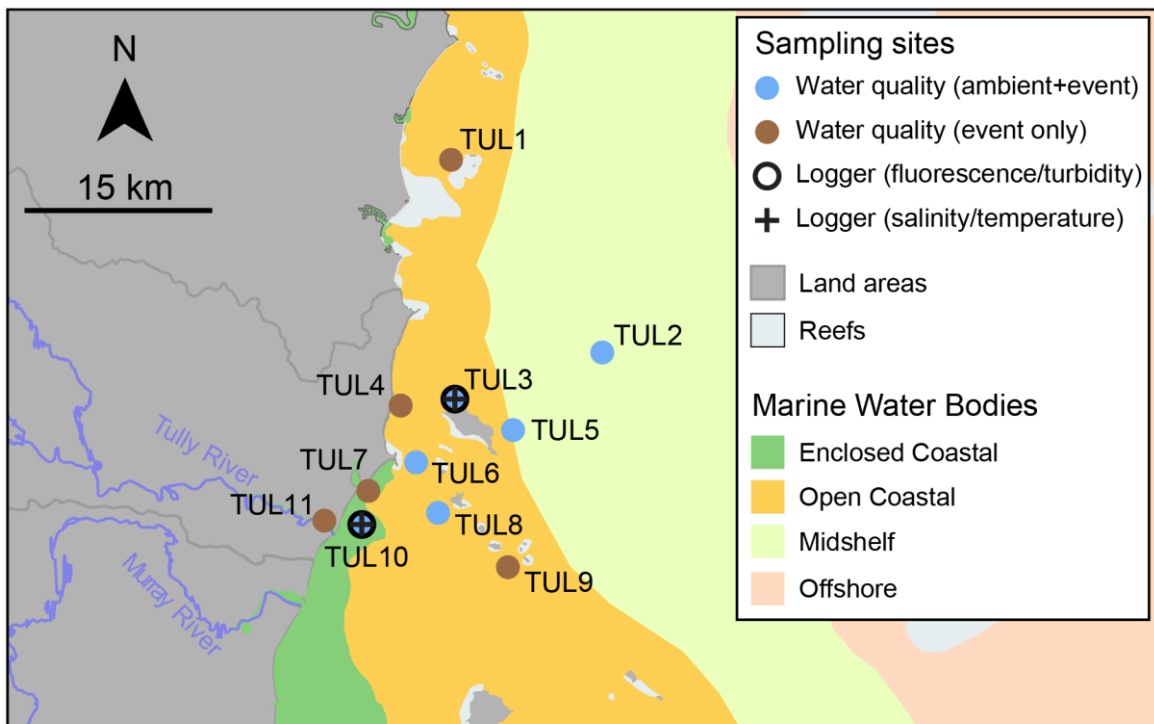 N
15 km
TUL1
TUL2
TUL3
TUL4
TUL5
TUL6
TUL7
TUL8
TUL11
TUL10
TUL9
Tully River
Murray River
Sampling sites
Water quality (ambient+event)
Water quality (event only)
Logger (fluorescence/turbidity)
Logger (salinity/temperature)
Land areas
Reefs
Marine Water Bodies
Enclosed Coastal
Open Coastal
Midshelf
Offshore